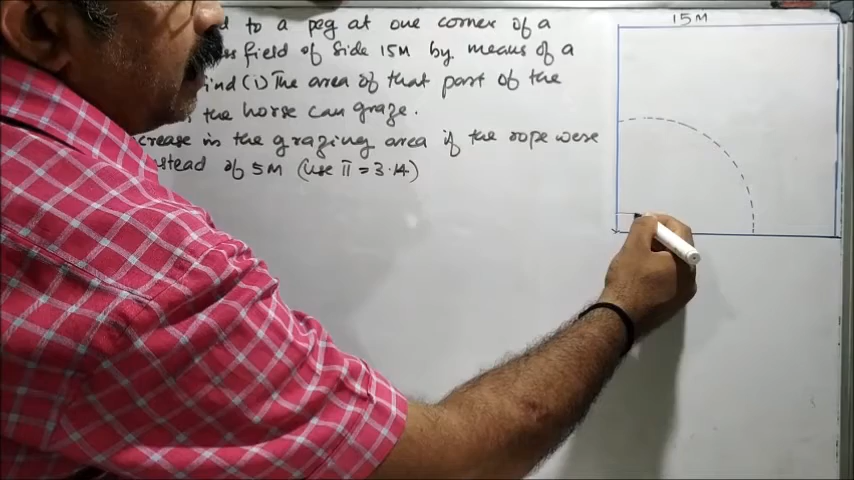 d to a peg at one corner of a
ss field of side 15M by means of a
ind (i) The area of that part of the
the horse can graze.
crease in the grazing area if the rope were
stead of 5M (use π = 3.14)
15M